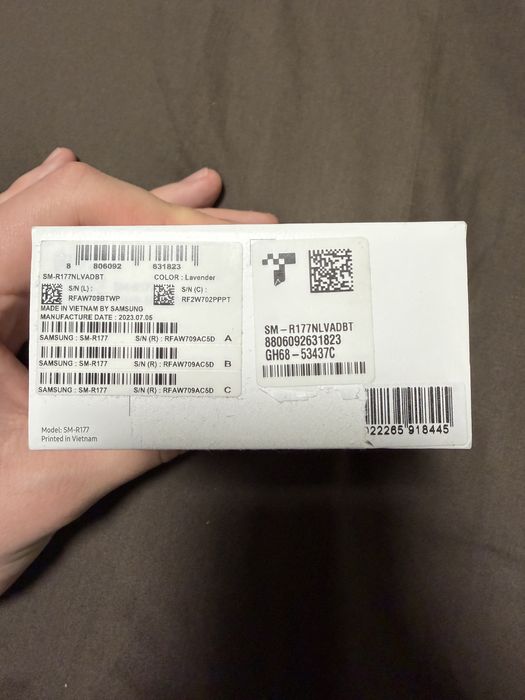 8 806092 631823
SM-R177NLVADBT COLOR : Lavender
S/N (L) : S/N (C) :
RFAW709BTWP RF2W702PPPT
MADE IN VIETNAM BY SAMSUNG
MANUFACTURE DATE : 2023.07.05
SAMSUNG : SM-R177 S/N (R) : RFAW709AC5D A
SAMSUNG : SM-R177 S/N (R) : RFAW709AC5D B
SAMSUNG : SM-R177 S/N (R) : RFAW709AC5D C
SM-R177NLVADBT
8806092631823
GH68-53437C
22265 918445
Model: SM-R177
Printed in Vietnam